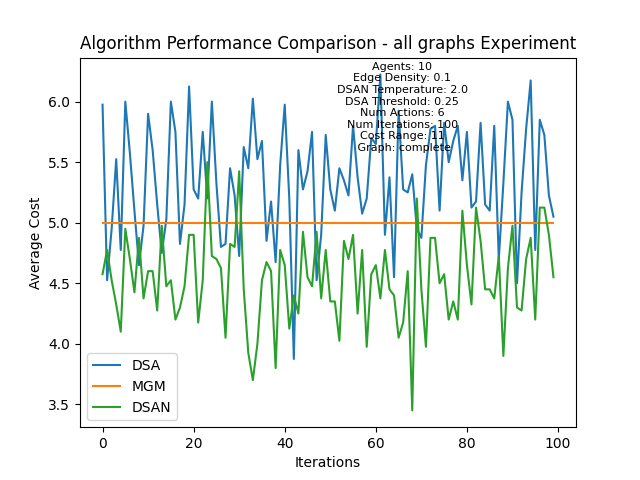 Algorithm Performance Comparison - all graphs Experiment
Agents: 10
Edge Density: 0.1
DSAN Temperature: 2.0
DSA Threshold: 0.25
Num Actions: 6
Num Iterations: 100
Cost Range: 11
Graph: complete
Average Cost
6.0
5.5
5.0
4.5
4.0
3.5
DSA
MGM
DSAN
0 20 40 60 80 100
Iterations